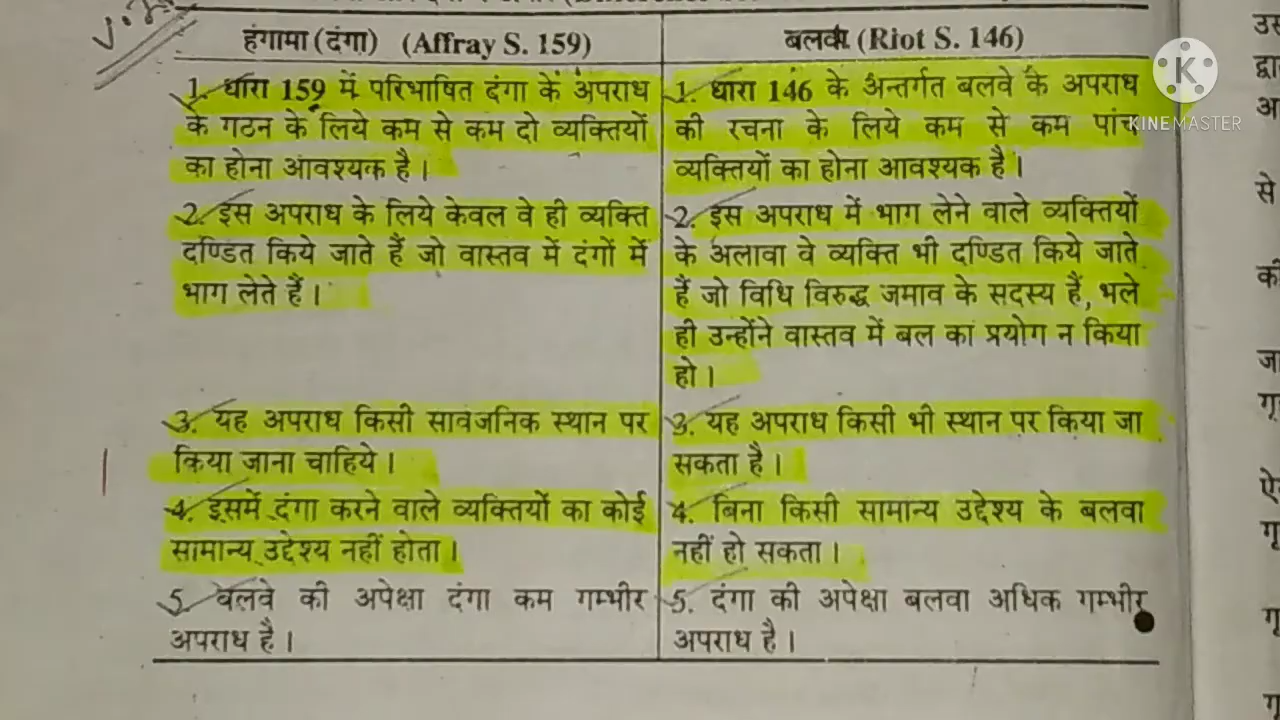 हंगामा (दंगा) (Affray S. 159)
1. धारा 159 में परिभाषित दंगा के अपराध
के गठन के लिये कम से कम दो व्यक्तियों
का होना आवश्यक है।
2. इस अपराध के लिये केवल वे ही व्यक्ति
दण्डित किये जाते हैं जो वास्तव में दंगों में
भाग लेते हैं।
3. यह अपराध किसी सार्वजनिक स्थान पर
किया जाना चाहिये।
4. इसमें दंगा करने वाले व्यक्तियों का कोई
सामान्य उद्देश्य नहीं होता।
5. बलवे की अपेक्षा दंगा कम गम्भीर
अपराध है।
बलवा (Riot S. 146)
1. धारा 146 के अन्तर्गत बलवे के अपराध
की रचना के लिये कम से कम पांच
व्यक्तियों का होना आवश्यक है।
2. इस अपराध में भाग लेने वाले व्यक्तियों
के अलावा वे व्यक्ति भी दण्डित किये जाते
हैं जो विधि विरुद्ध जमाव के सदस्य हैं, भले
ही उन्होंने वास्तव में बल का प्रयोग न किया
हो।
3. यह अपराध किसी भी स्थान पर किया जा
सकता है।
4. बिना किसी सामान्य उद्देश्य के बलवा
नहीं हो सकता।
5. दंगा की अपेक्षा बलवा अधिक गम्भीर
अपराध है।
K
KINEMASTER
से